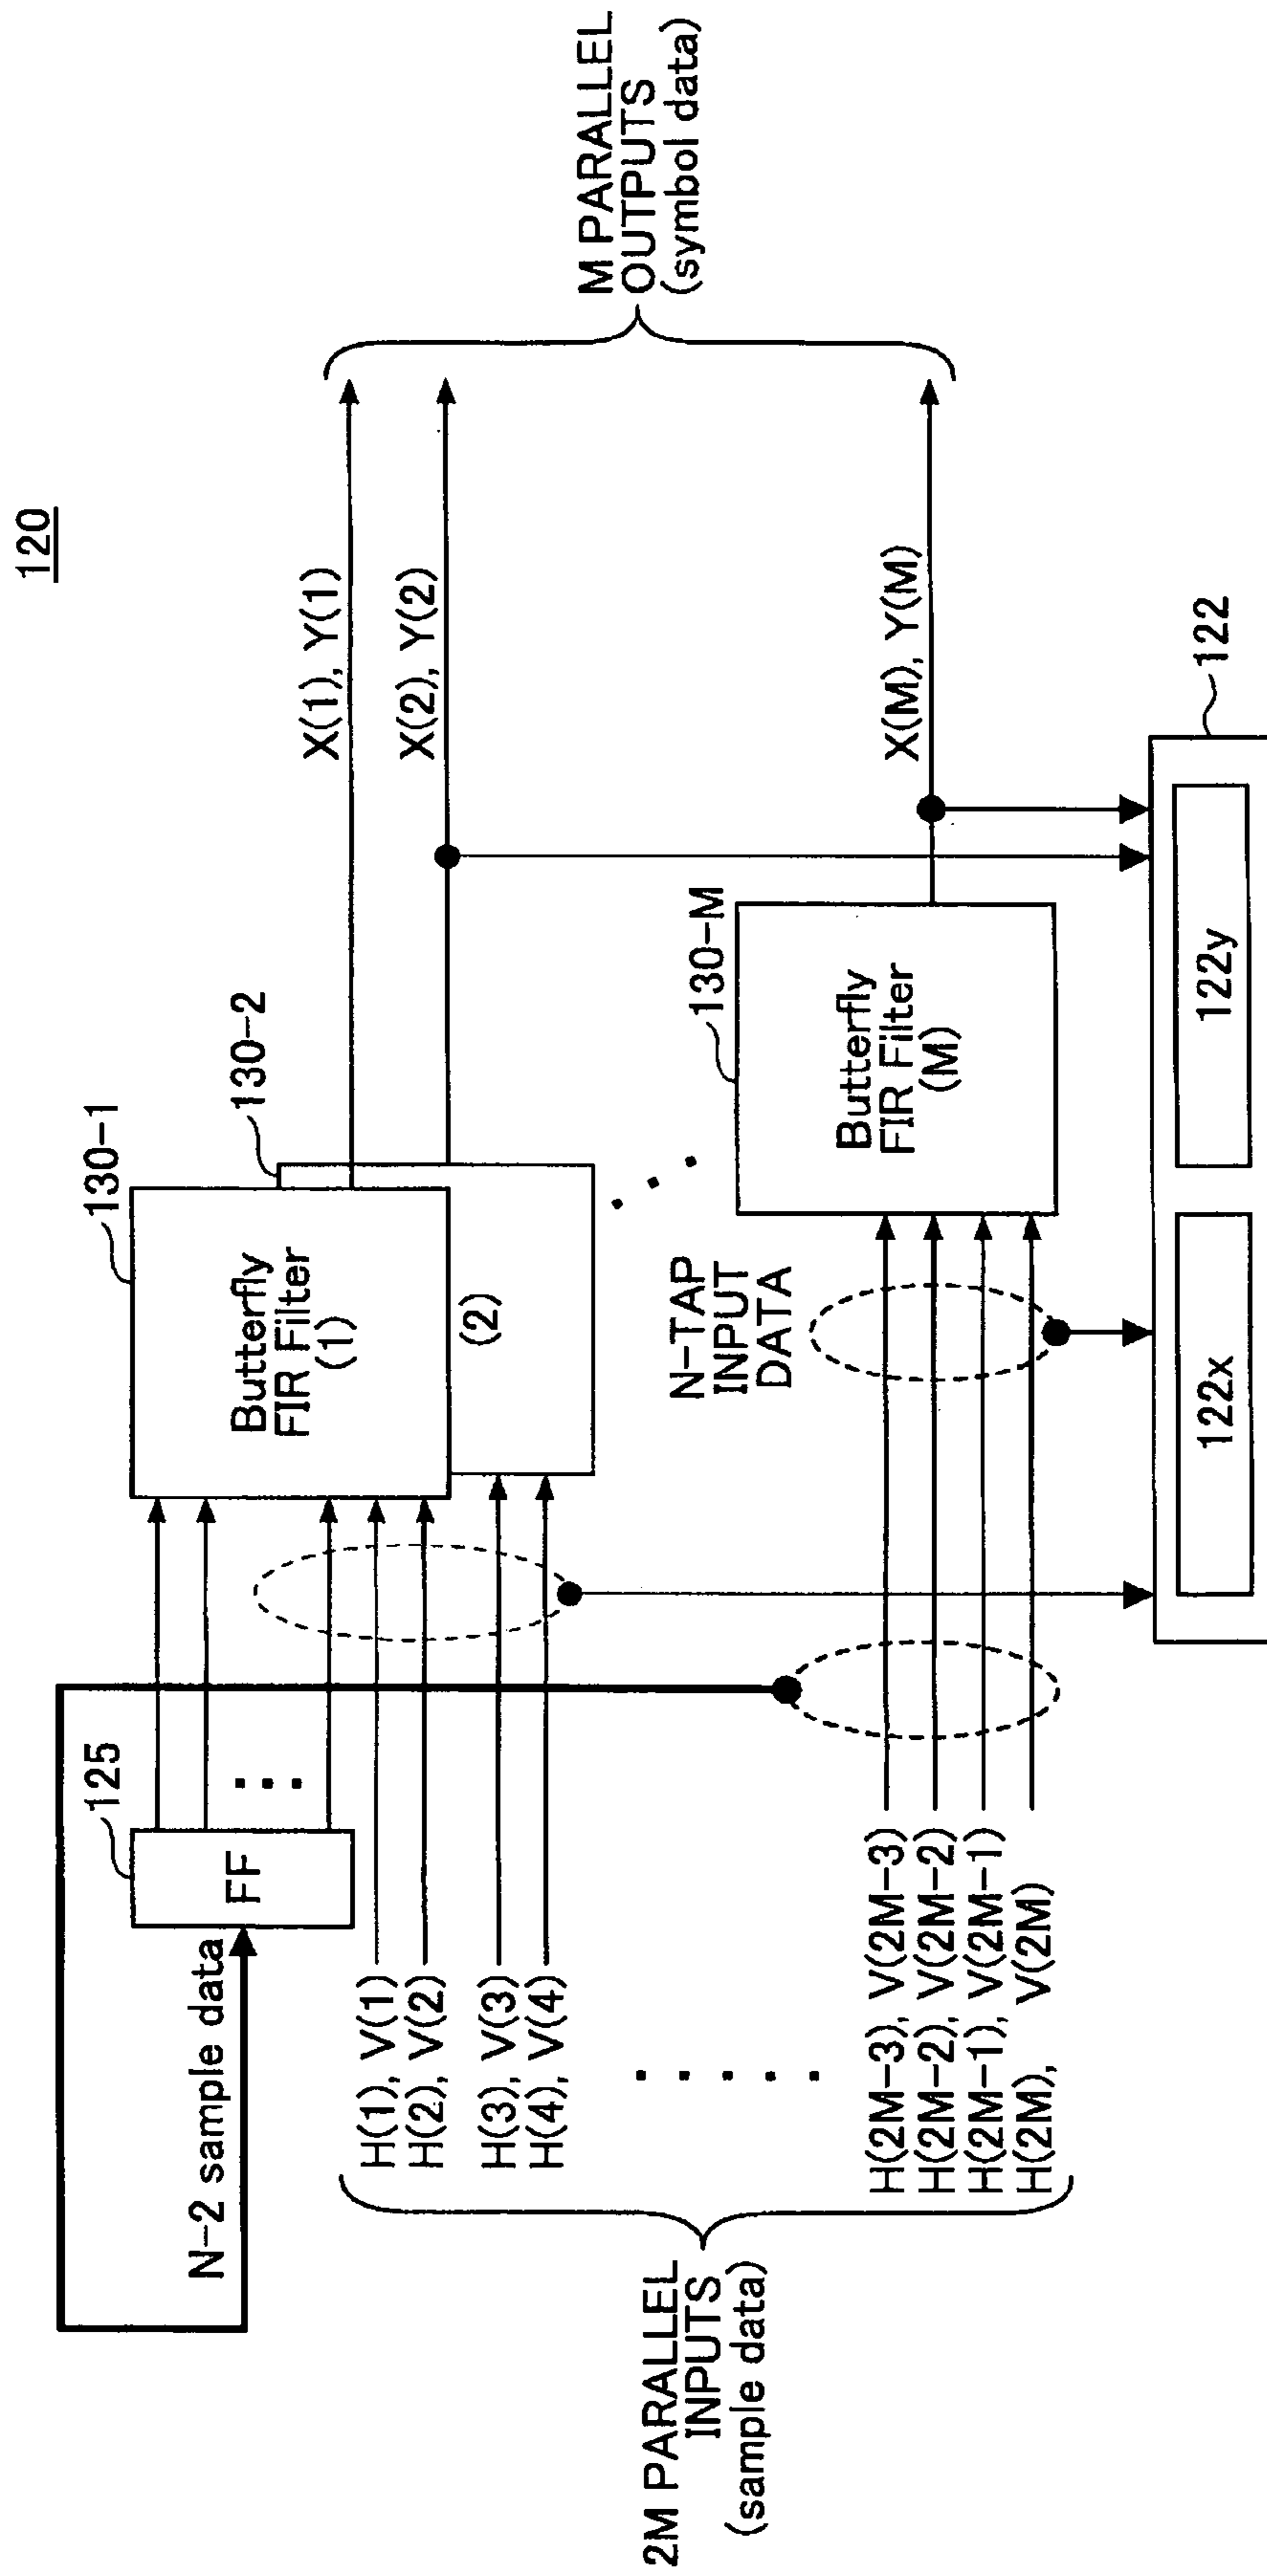 120
2M PARALLEL
INPUTS
(sample data)
N-2 sample data
125
FF
H(1), V(1)
H(2), V(2)
H(3), V(3)
H(4), V(4)
H(2M-3), V(2M-3)
H(2M-2), V(2M-2)
H(2M-1), V(2M-1)
H(2M), V(2M)
130-1
Butterfly
FIR Filter
(1)
130-2
(2)
N-TAP
INPUT
DATA
130-M
Butterfly
FIR Filter
(M)
X(1), Y(1)
X(2), Y(2)
X(M), Y(M)
122
122x
122y
M PARALLEL
OUTPUTS
(symbol data)